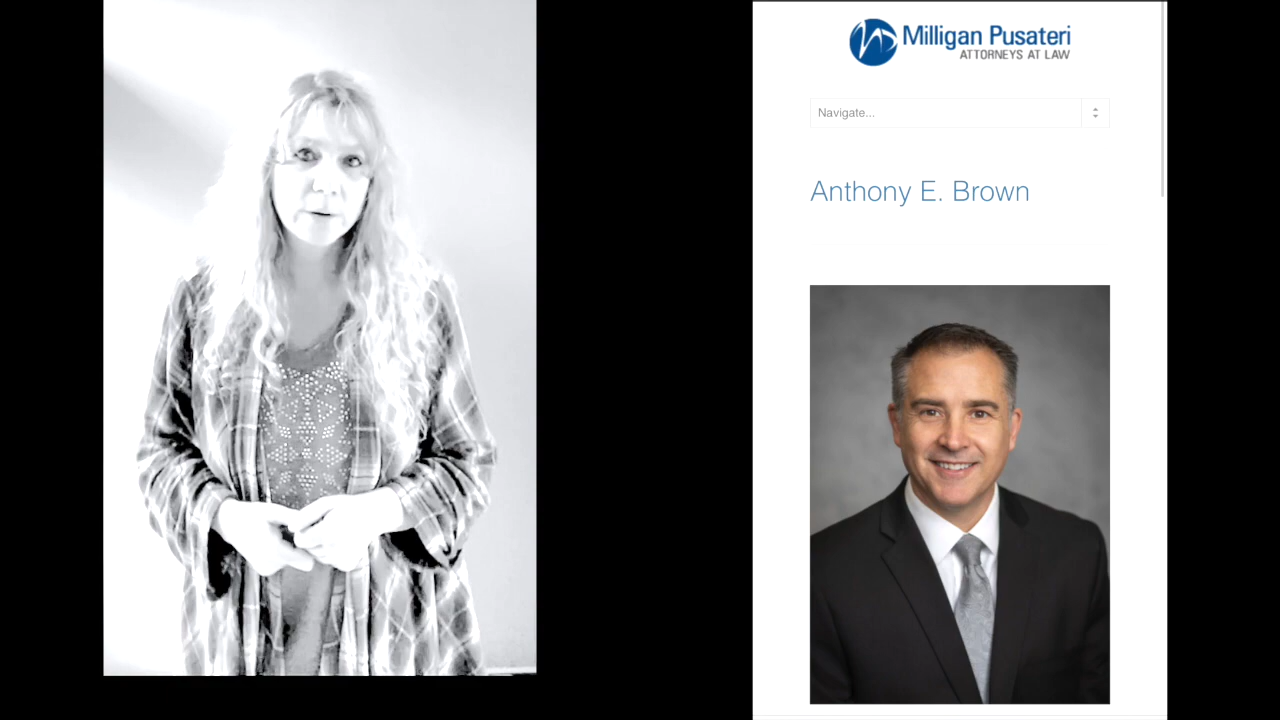 Milligan Pusateri
ATTORNEYS AT LAW
Navigate...
Anthony E. Brown